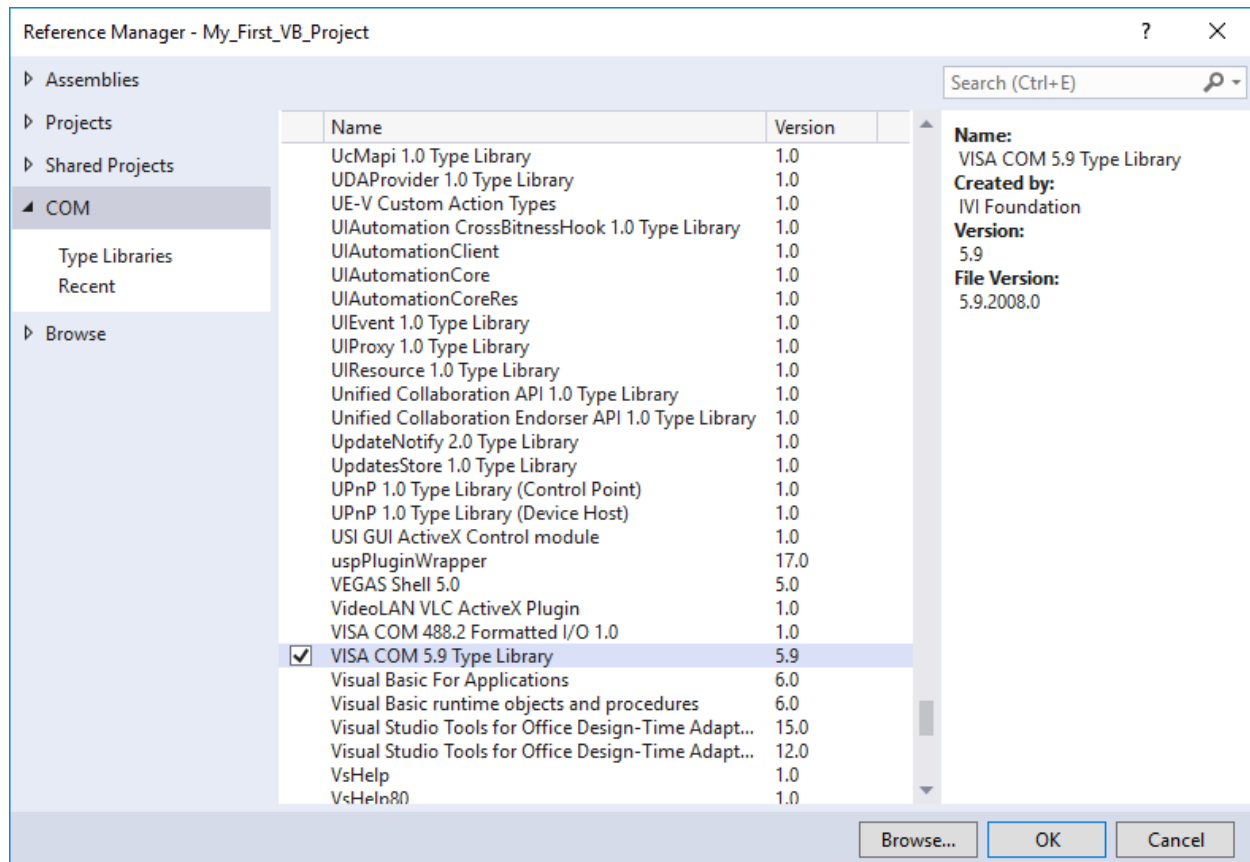 Reference Manager - My_First_VB_Project
?
Assemblies
Projects
Shared Projects
COM
Type Libraries
Recent
Browse
Search (Ctrl+E)
Name Version
UcMapi 1.0 Type Library 1.0
UDAProvider 1.0 Type Library 1.0
UE-V Custom Action Types 1.0
UIAutomation CrossBitnessHook 1.0 Type Library 1.0
UIAutomationClient 1.0
UIAutomationCore 1.0
UIAutomationCoreRes 1.0
UIEvent 1.0 Type Library 1.0
UIProxy 1.0 Type Library 1.0
UIResource 1.0 Type Library 1.0
Unified Collaboration API 1.0 Type Library 1.0
Unified Collaboration Endorser API 1.0 Type Library 1.0
UpdateNotify 2.0 Type Library 1.0
UpdatesStore 1.0 Type Library 1.0
UPnP 1.0 Type Library (Control Point) 1.0
UPnP 1.0 Type Library (Device Host) 1.0
USI GUI ActiveX Control module 1.0
uspPluginWrapper 17.0
VEGAS Shell 5.0 5.0
VideoLAN VLC ActiveX Plugin 1.0
VISA COM 488.2 Formatted I/O 1.0 1.0
VISA COM 5.9 Type Library 5.9
Visual Basic For Applications 6.0
Visual Basic runtime objects and procedures 6.0
Visual Studio Tools for Office Design-Time Adapt... 15.0
Visual Studio Tools for Office Design-Time Adapt... 12.0
VsHelp 1.0
VsHelp80 1.0
Name:
VISA COM 5.9 Type Library
Created by:
IVI Foundation
Version:
5.9
File Version:
5.9.2008.0
Browse... OK Cancel